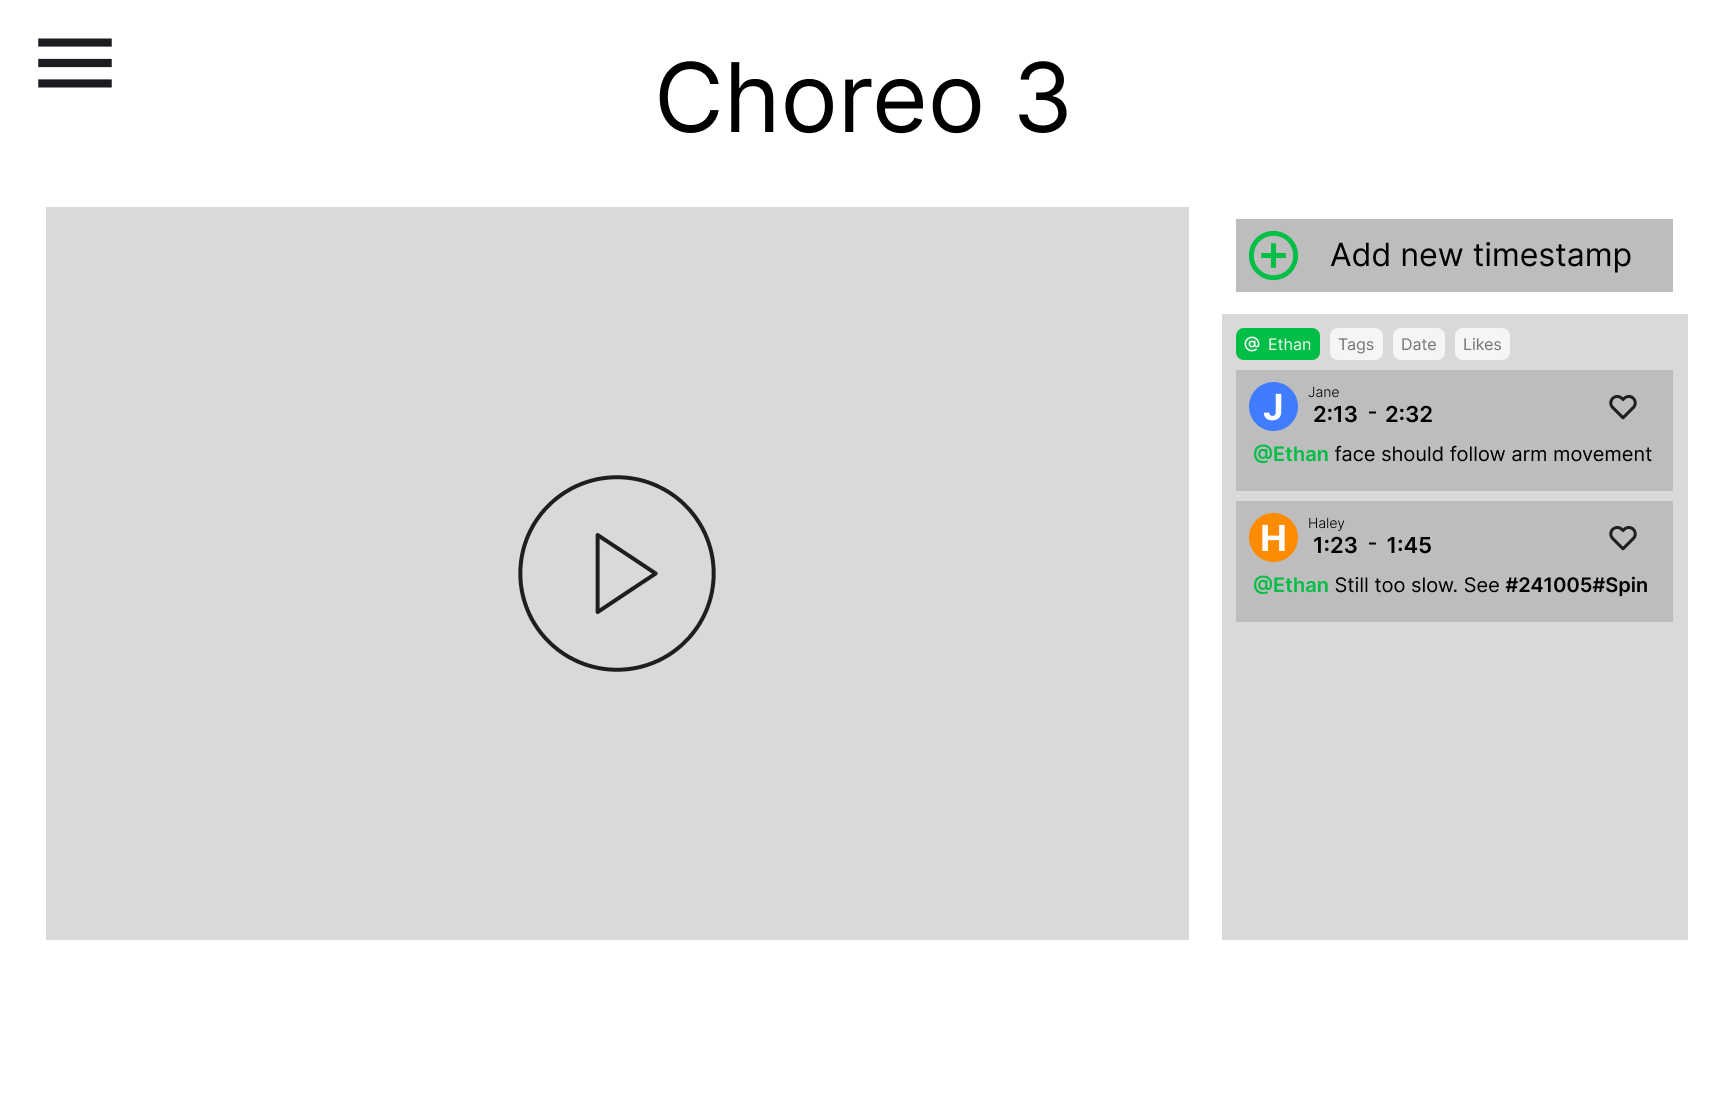 Choreo 3
Add new timestamp
@ Ethan Tags Date Likes
J Jane
2:13 - 2:32
@Ethan face should follow arm movement
H Haley
1:23 - 1:45
@Ethan Still too slow. See #241005#Spin